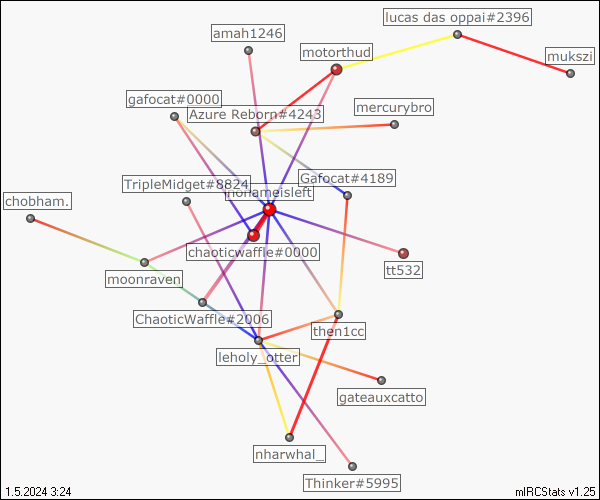 lucas das oppai#2396
amah1246
motorthud
mukszi
gafocat#0000
Azure Reborn#4243
mercurybro
TripleMidget#8824
Gafocat#4189
nonameisleft
chobham.
chaoticwaffle#0000
moonraven
tt532
ChaoticWaffle#2006
then1cc
leholy_otter
gateauxcatto
nharwhal_
Thinker#5995
1.5.2024 3:24
mIRCStats v1.25